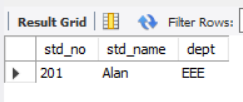 Result Grid Filter Rows:
std_no std_name dept
201 Alan EEE